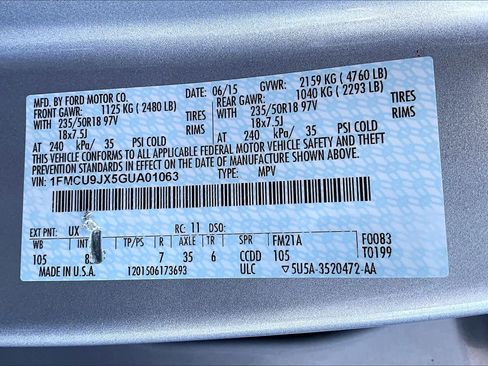 MFD. BY FORD MOTOR CO. 06/15 GVWR: 2159 KG ( 4760 LB)
FRONT GAWR: 1125 KG ( 2480 LB) REAR GAWR: 1040 KG ( 2293 LB)
WITH 235/50R18 97V TIRES WITH 235/50R18 97V TIRES
18x7.5J RIMS 18x7.5J RIMS
AT 240 kPa/ 35 PSI COLD AT 240 kPa/ 35 PSI COLD
THIS VEHICLE CONFORMS TO ALL APPLICABLE FEDERAL MOTOR VEHICLE SAFETY AND BUMPER
STANDARDS IN EFFECT ON THE DATE OF MANUFACTURE SHOWN ABOVE.
VIN: 1FMCU9JX5GUA01063 TYPE: MPV
EXT PNT: UX RC: 11 DSO: F0083
WB TP/PS R AXLE TR SPR FM21A T0199
105 7 35 6 CCDD 105
MADE IN U.S.A. 1201506173693 ULC 5U5A-3520472-AA